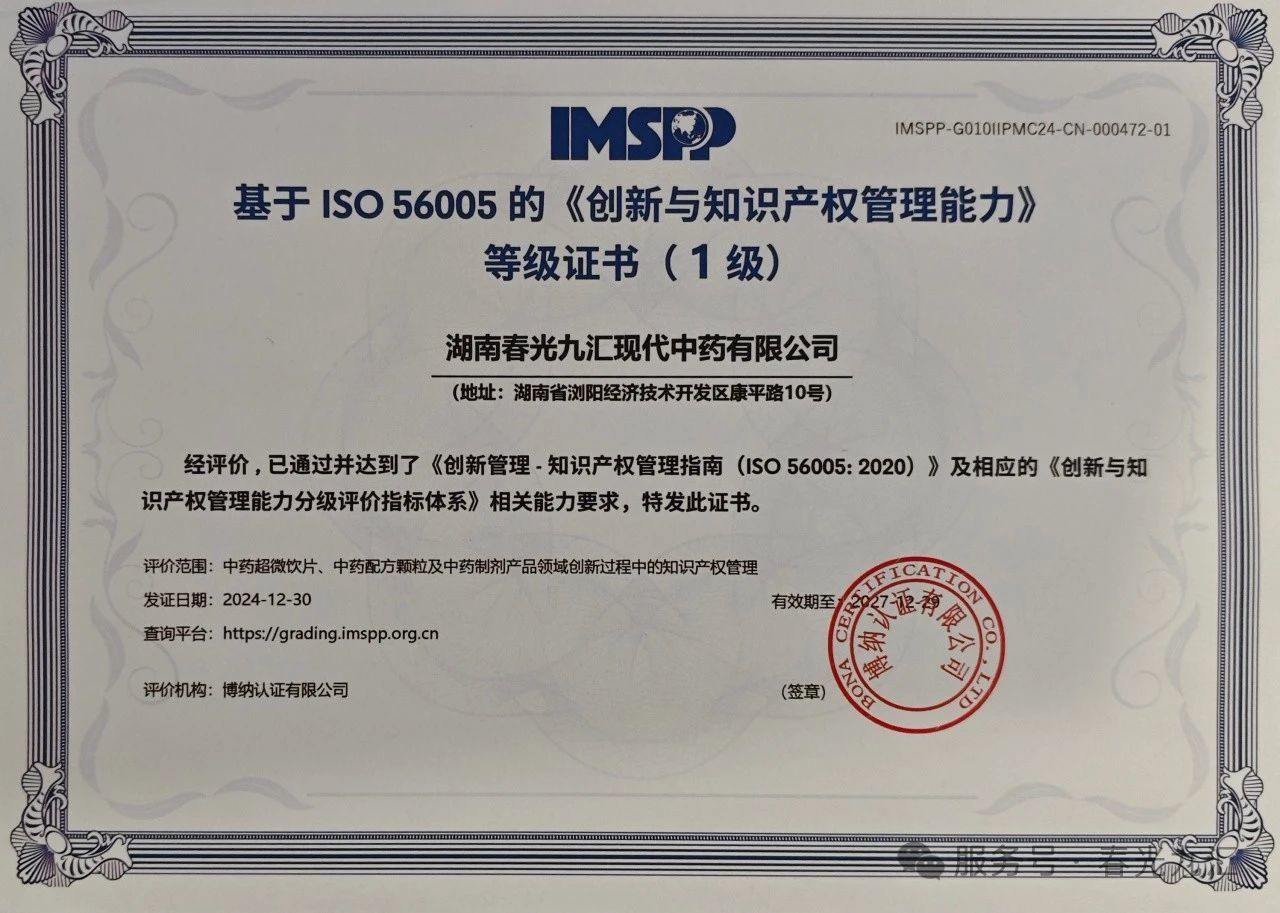 IMSPP
IMSPP-G010IIPMC24-CN-000472-01
基于 ISO 56005 的《创新与知识产权管理能力》
等级证书（1 级）
湖南春光九汇现代中药有限公司
（地址：湖南省浏阳经济技术开发区康平路10号）
经评价，已通过并达到了《创新管理 - 知识产权管理指南（ISO 56005: 2020）》及相应的《创新与知
识产权管理能力分级评价指标体系》相关能力要求，特发此证书。
评价范围：中药超微饮片、中药配方颗粒及中药制剂产品领域创新过程中的知识产权管理
发证日期：2024-12-30
有效期至：2027-12-29
查询平台：https://grading.imspp.org.cn
评价机构：博纳认证有限公司
（签章）
BONA CERTIFICATION CO., LTD
博纳认证有限公司
服务号 · 春光九汇